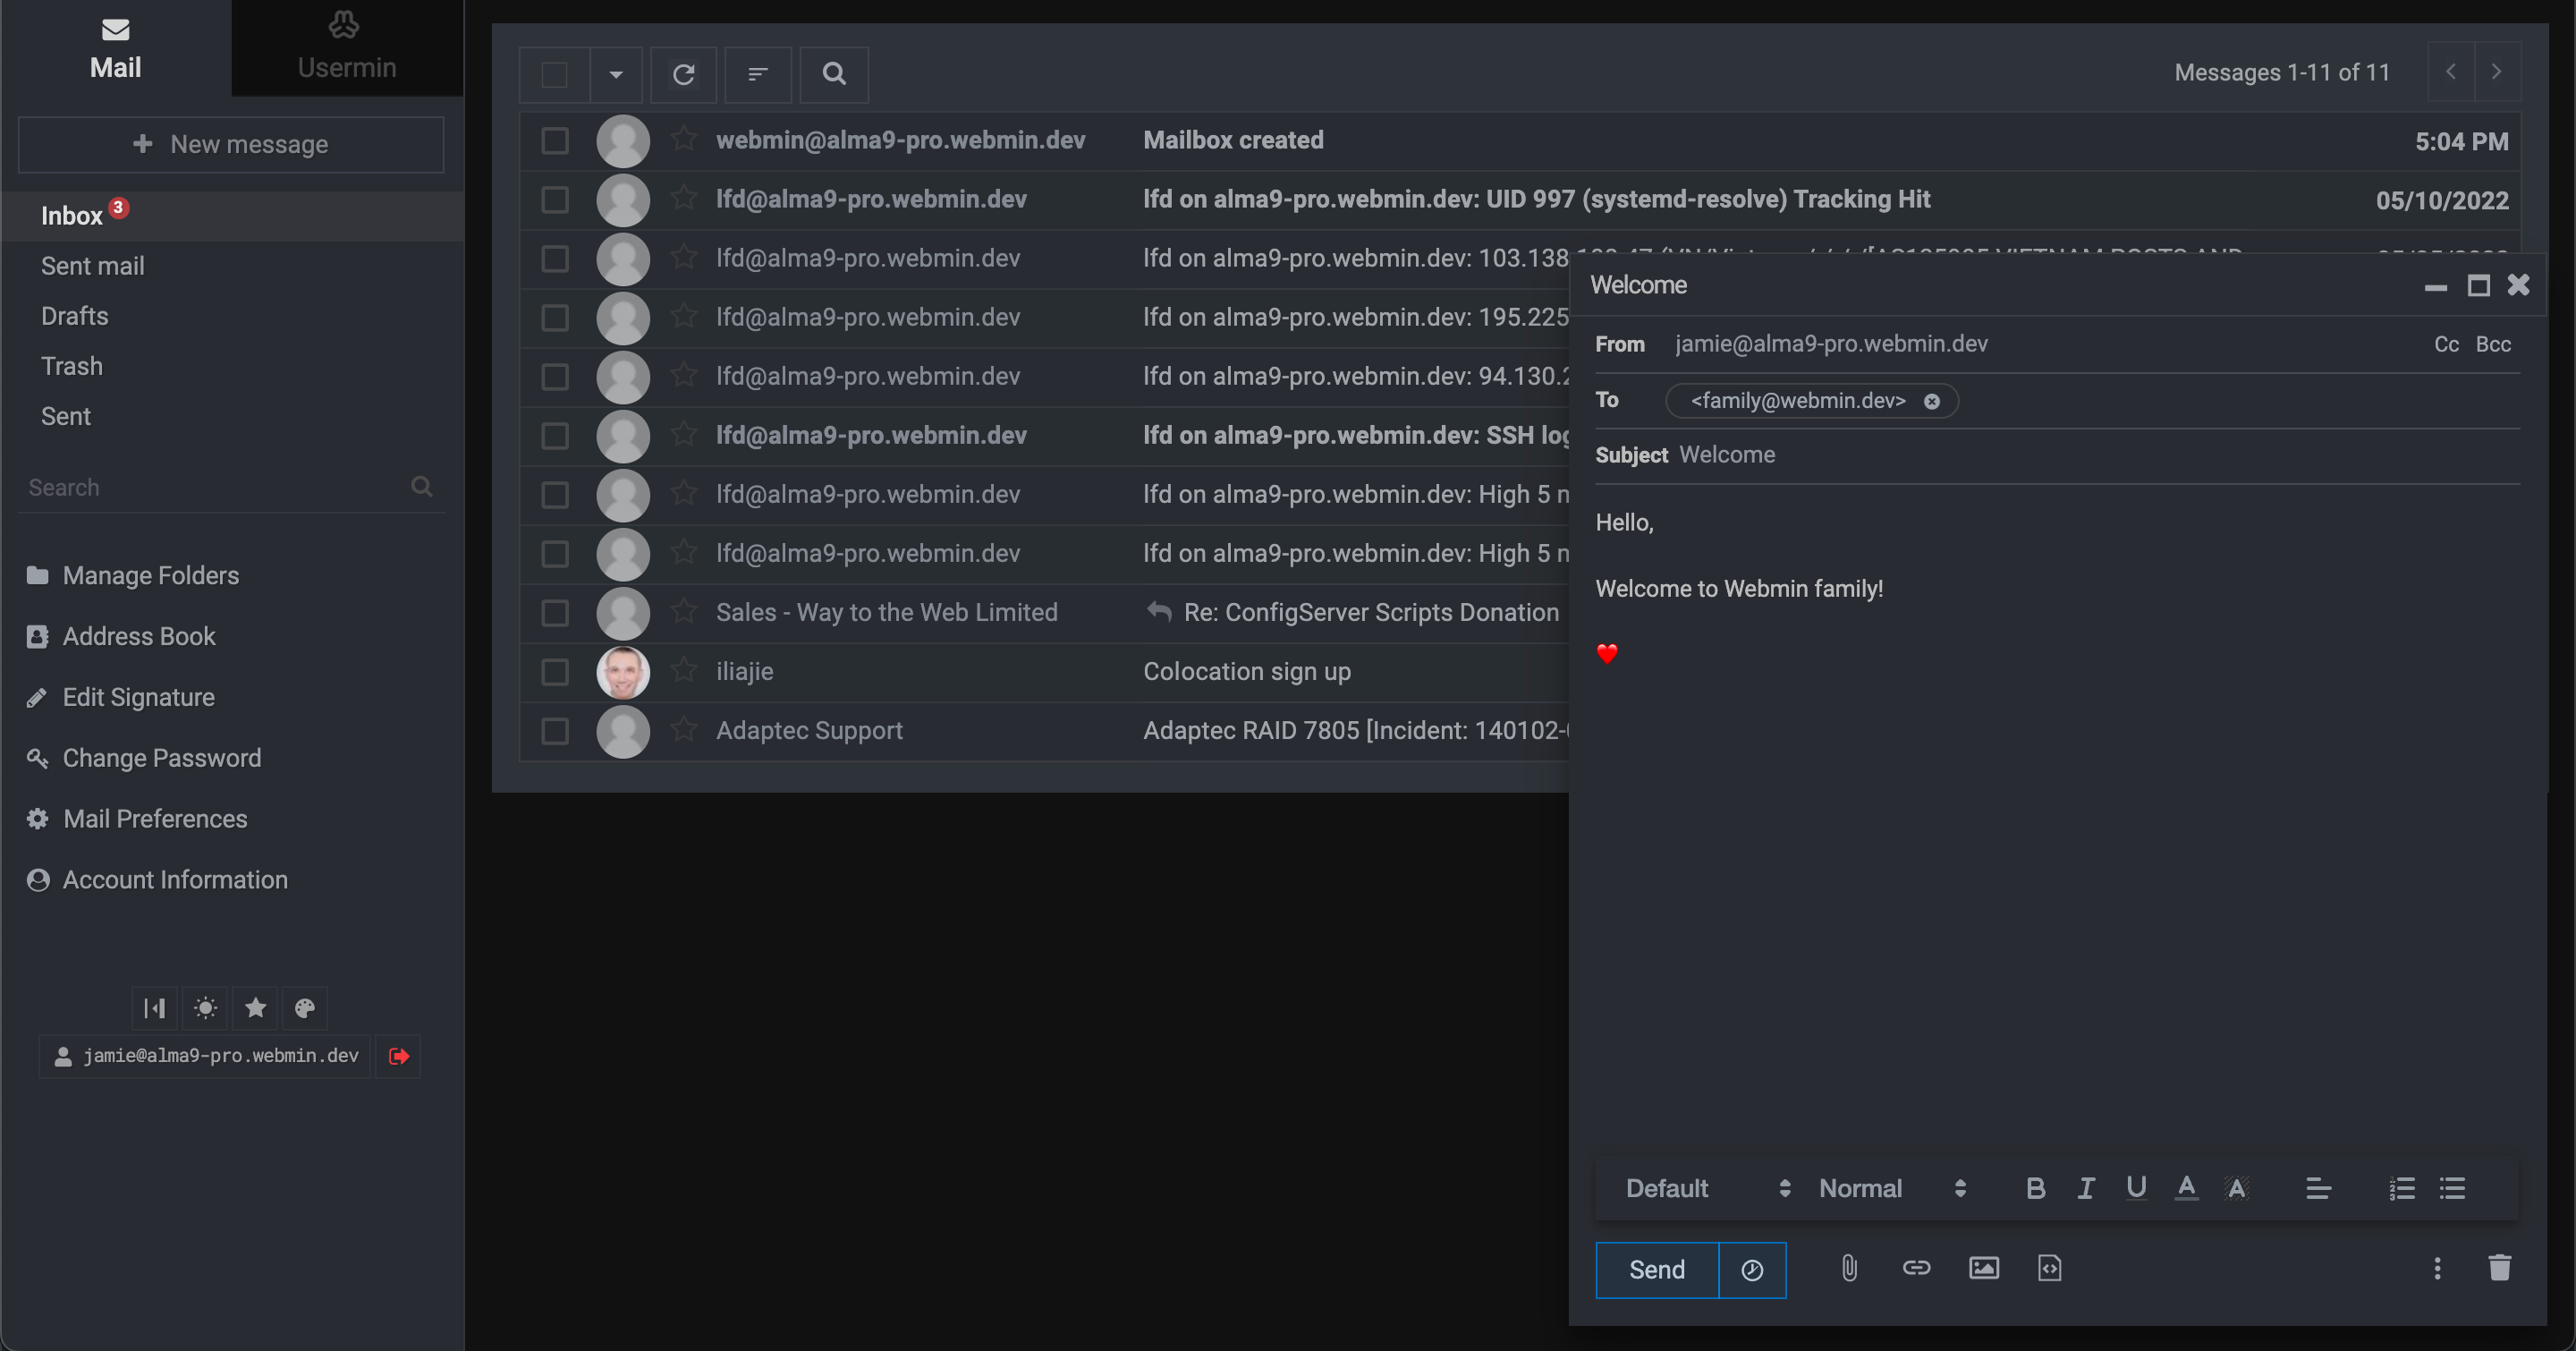 Mail
Usermin
New message
Inbox 3
Sent mail
Drafts
Trash
Sent
Search
Manage Folders
Address Book
Edit Signature
Change Password
Mail Preferences
Account Information
jamie@alma9-pro.webmin.dev
Messages 1-11 of 11
webmin@alma9-pro.webmin.dev Mailbox created 5:04 PM
lfd@alma9-pro.webmin.dev lfd on alma9-pro.webmin.dev: UID 997 (systemd-resolve) Tracking Hit 05/10/2022
lfd@alma9-pro.webmin.dev lfd on alma9-pro.webmin.dev: 103.138
lfd@alma9-pro.webmin.dev lfd on alma9-pro.webmin.dev: 195.225
lfd@alma9-pro.webmin.dev lfd on alma9-pro.webmin.dev: 94.130.2
lfd@alma9-pro.webmin.dev lfd on alma9-pro.webmin.dev: SSH log
lfd@alma9-pro.webmin.dev lfd on alma9-pro.webmin.dev: High 5 m
lfd@alma9-pro.webmin.dev lfd on alma9-pro.webmin.dev: High 5 m
Sales - Way to the Web Limited Re: ConfigServer Scripts Donation
iliajie Colocation sign up
Adaptec Support Adaptec RAID 7805 [Incident: 140102-
Welcome
From jamie@alma9-pro.webmin.dev Cc Bcc
To <family@webmin.dev>
Subject Welcome
Hello,
Welcome to Webmin family!
❤️
Default Normal B I U A A
Send